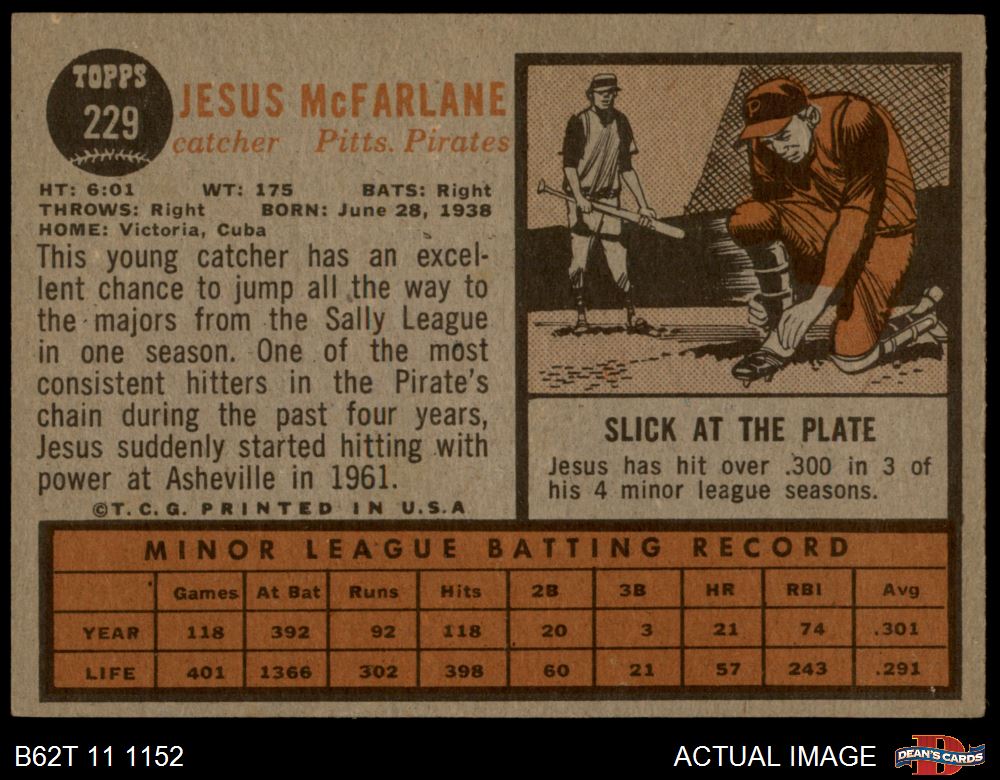 TOPPS
229
JESUS McFARLANE
catcher Pitts. Pirates
HT: 6:01 WT: 175 BATS: Right
THROWS: Right BORN: June 28, 1938
HOME: Victoria, Cuba
This young catcher has an excel-
lent chance to jump all the way to
the majors from the Sally League
in one season. One of the most
consistent hitters in the Pirate's
chain during the past four years,
Jesus suddenly started hitting with
power at Asheville in 1961.
©T. C. G. PRINTED IN U.S.A
P
SLICK AT THE PLATE
Jesus has hit over .300 in 3 of
his 4 minor league seasons.
MINOR LEAGUE BATTING RECORD
Games At Bat Runs Hits 2B 3B HR RBI Avg
YEAR 118 392 92 118 20 3 21 74 .301
LIFE 401 1366 302 398 60 21 57 243 .291
B62T 11 1152 ACTUAL IMAGE D DEAN'S CARDS